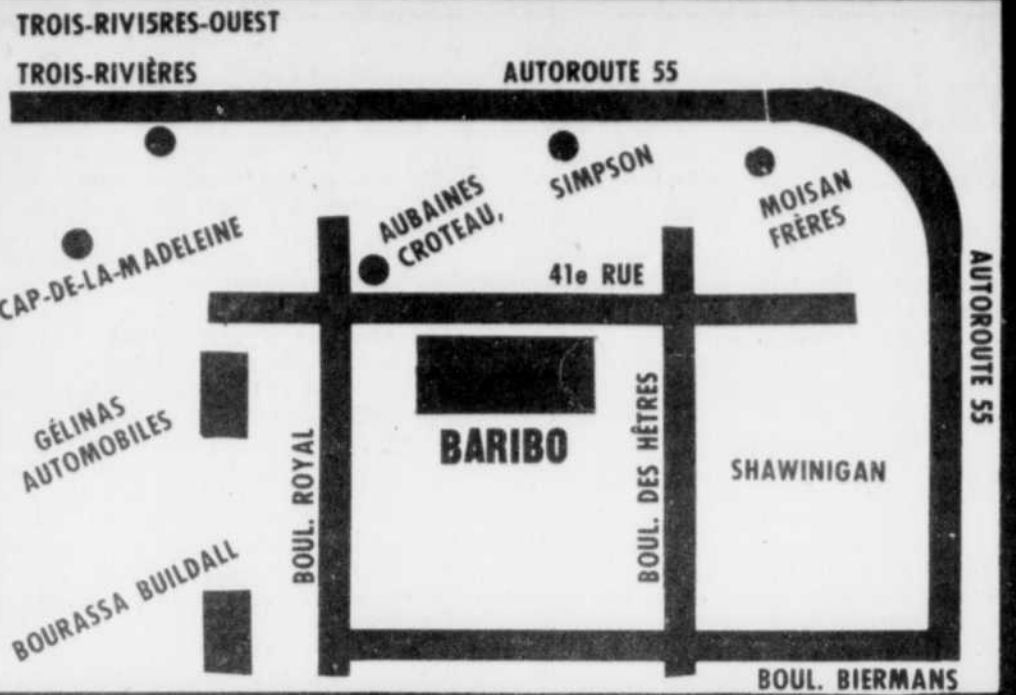 TROIS-RIVI5RES-OUEST
TROIS-RIVIÈRES
AUTOROUTE 55
SIMPSON
MOISAN
FRÈRES
AUBAINES
CROTEAU,
CAP-DE-LA-MADELEINE
41e RUE
AUTOROUTE 55
GÉLINAS
AUTOMOBILES
BARIBO
BOUL. ROYAL
BOUL. DES HÊTRES
SHAWINIGAN
BOURASSA BUILDALL
BOUL. BIERMANS